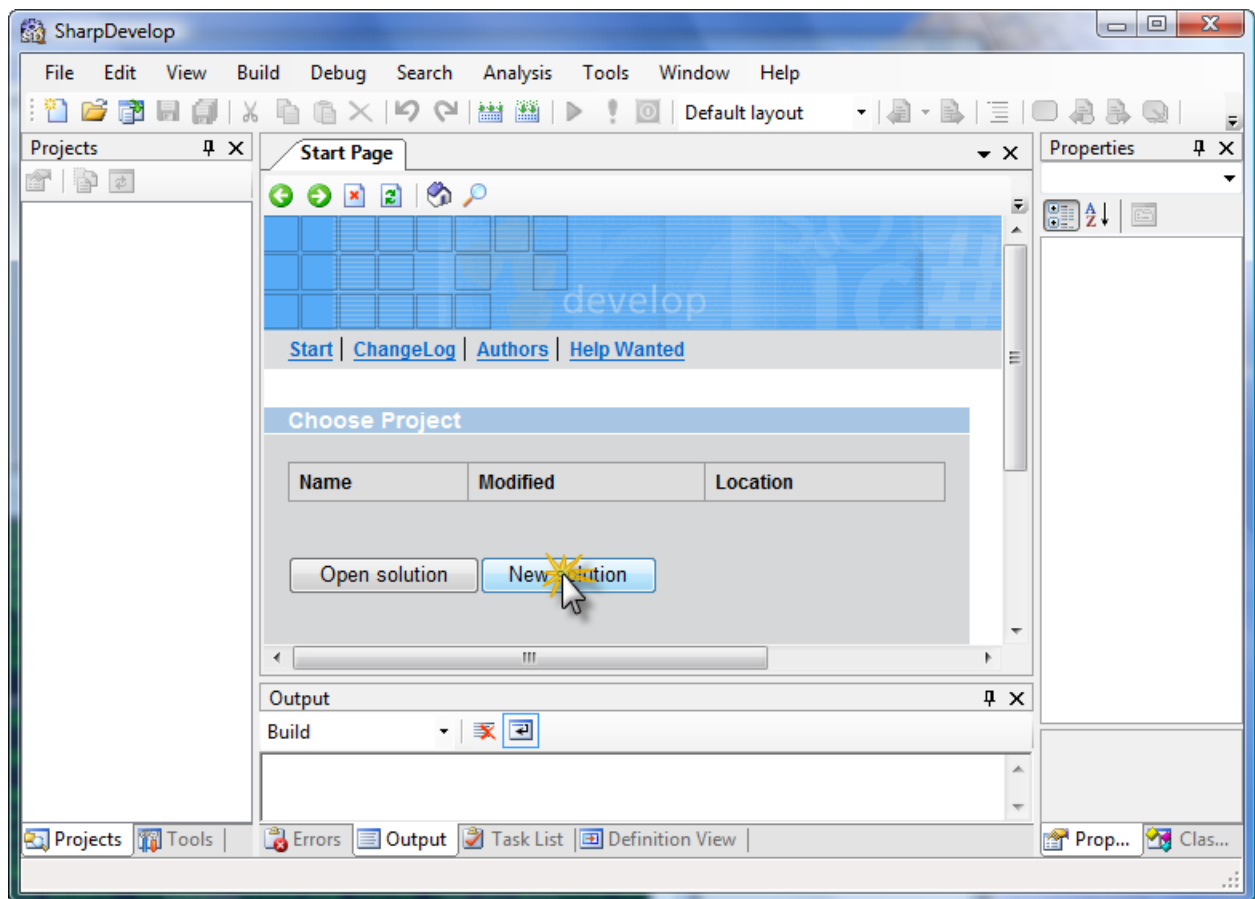 SharpDevelop
File Edit View Build Debug Search Analysis Tools Window Help
Default layout
Projects
Start Page
Properties
develop
Start | ChangeLog | Authors | Help Wanted
Choose Project
Name Modified Location
Open solution New solution
Output
Build
Projects Tools Errors Output Task List Definition View Prop... Clas...